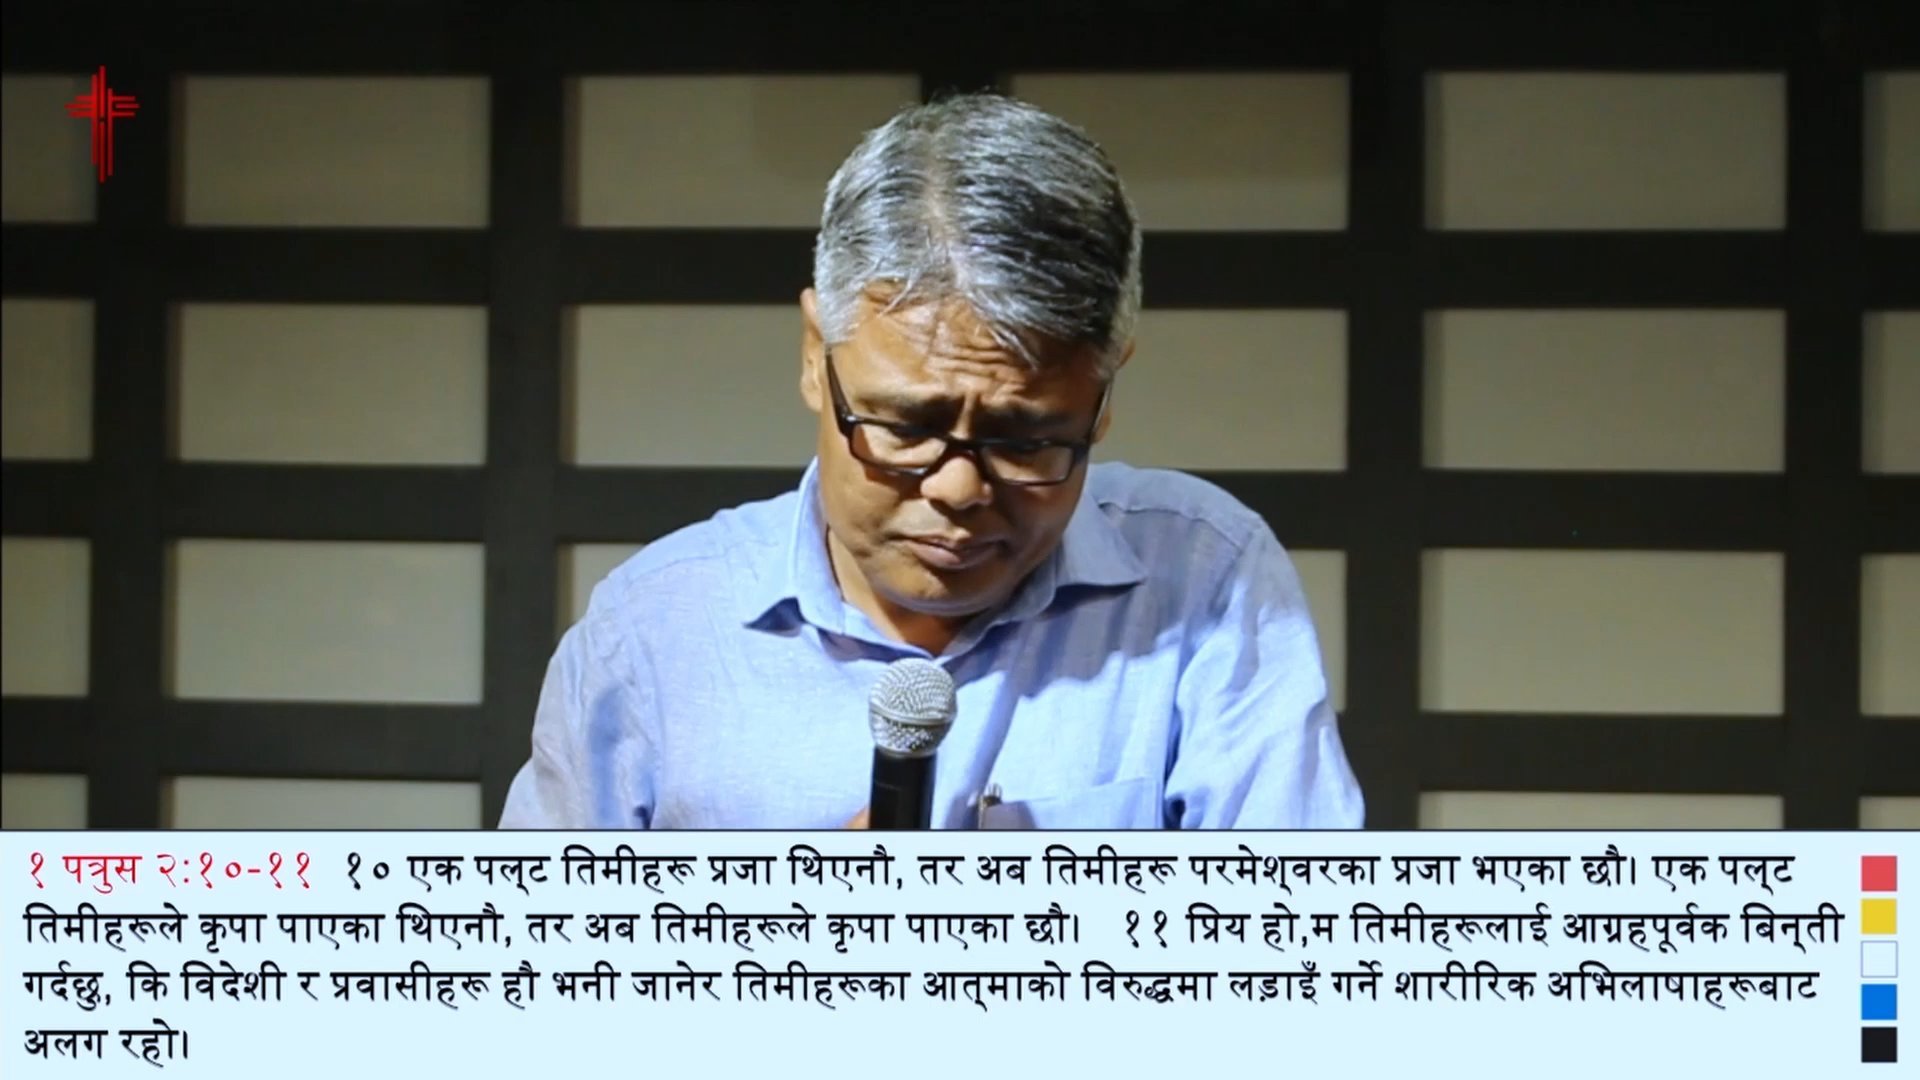 १ पत्रुस २:१०-११ १० एक पल्‌ट तिमीहरू प्रजा थिएनौ, तर अब तिमीहरू परमेश्‌वरका प्रजा भएका छौ। एक पल्‌ट
तिमीहरूले कृपा पाएका थिएनौ, तर अब तिमीहरूले कृपा पाएका छौ। ११ प्रिय हो,म तिमीहरूलाई आग्रहपूर्वक बिन्‌ती
गर्दछु, कि विदेशी र प्रवासीहरू हौ भनी जानेर तिमीहरूका आत्‌माको विरुद्धमा लड़ाइँ गर्ने शारीरिक अभिलाषाहरूबाट
अलग रहो।